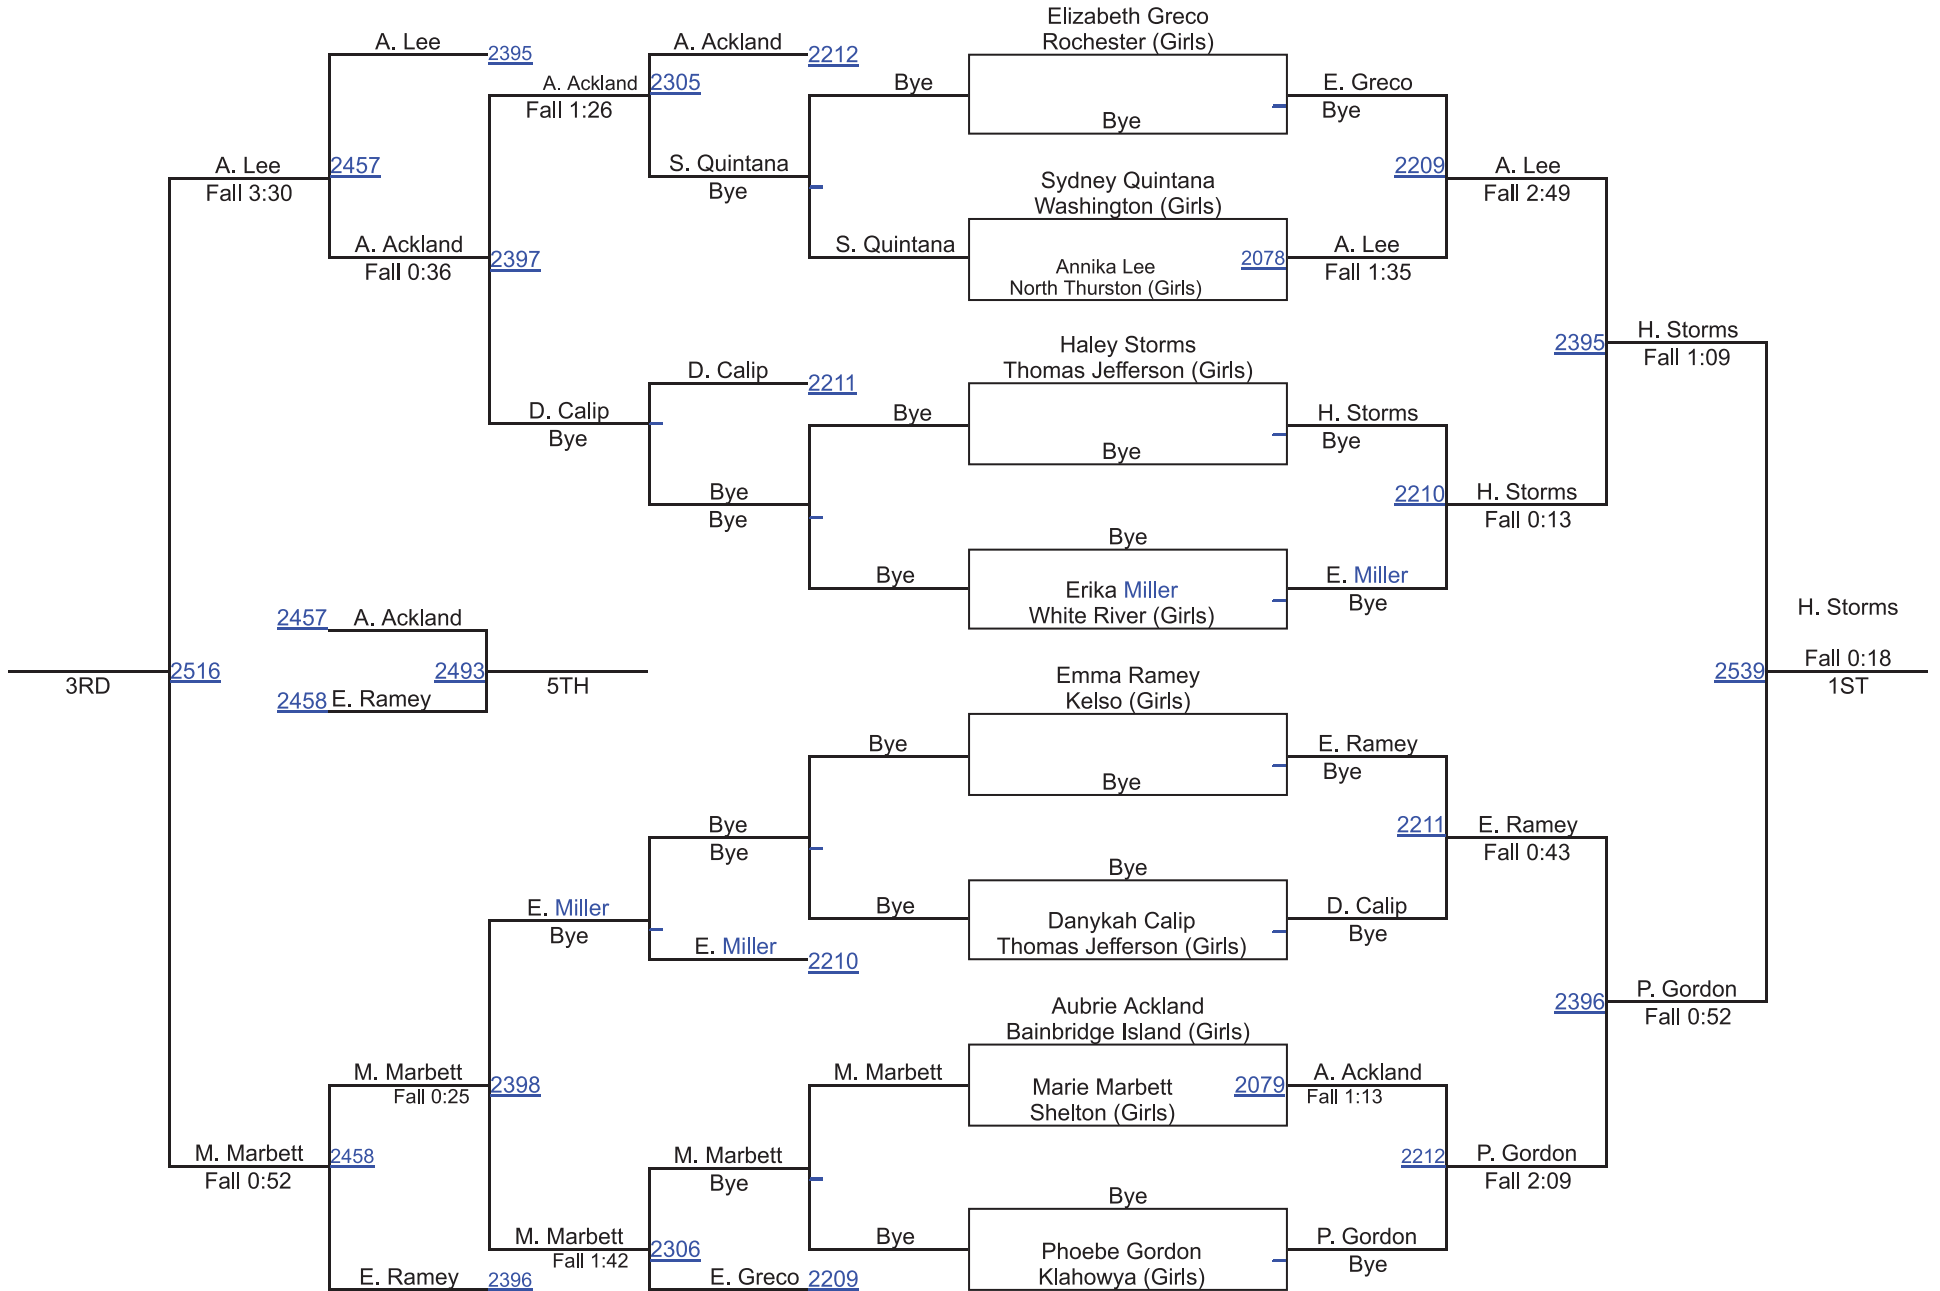 Elizabeth Greco
A. Lee
2395
A. Ackland
2212
Rochester (Girls)
A. Ackland
2305
Bye
E. Greco
Fall 1:26
Bye
Bye
A. Lee
2457
S. Quintana
2209
A. Lee
Fall 3:30
Bye
Sydney Quintana
Fall 2:49
Washington (Girls)
A. Ackland
2397
S. Quintana
2078
A. Lee
Fall 0:36
Annika Lee
Fall 1:35
North Thurston (Girls)
Haley Storms
2395
H. Storms
D. Calip
2211
Thomas Jefferson (Girls)
Fall 1:09
D. Calip
Bye
H. Storms
Bye
Bye
Bye
Bye
2210
H. Storms
Bye
Fall 0:13
Bye
Bye
Erika Miller
E. Miller
White River (Girls)
Bye
2457
A. Ackland
H. Storms
2516
2493
2539
Fall 0:18
3RD
5TH
1ST
2458
E. Ramey
Emma Ramey
Kelso (Girls)
Bye
E. Ramey
Bye
Bye
Bye
2211
E. Ramey
Bye
Fall 0:43
Bye
E. Miller
Bye
Danykah Calip
D. Calip
Bye
E. Miller
2210
Thomas Jefferson (Girls)
Bye
Aubrie Ackland
2396
P. Gordon
Bainbridge Island (Girls)
Fall 0:52
M. Marbett
2398
M. Marbett
Marie Marbett
2079
A. Ackland
Fall 0:25
Shelton (Girls)
Fall 1:13
M. Marbett
2458
M. Marbett
2212
P. Gordon
Fall 0:52
Bye
Fall 2:09
Bye
M. Marbett
2306
Bye
Phoebe Gordon
P. Gordon
Fall 1:42
Klahowya (Girls)
Bye
E. Ramey
2396
E. Greco
2209